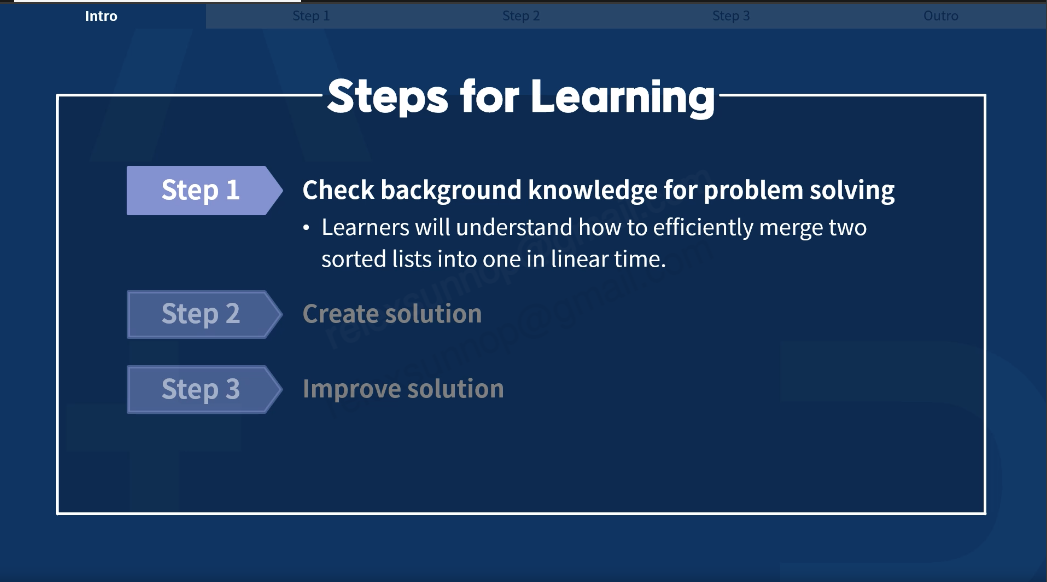 Intro
Step 1
Step 2
Step 3
Outro
Steps for Learning
Step 1
Check background knowledge for problem solving
• Learners will understand how to efficiently merge two
sorted lists into one in linear time.
Step 2
Create solution
Step 3
Improve solution